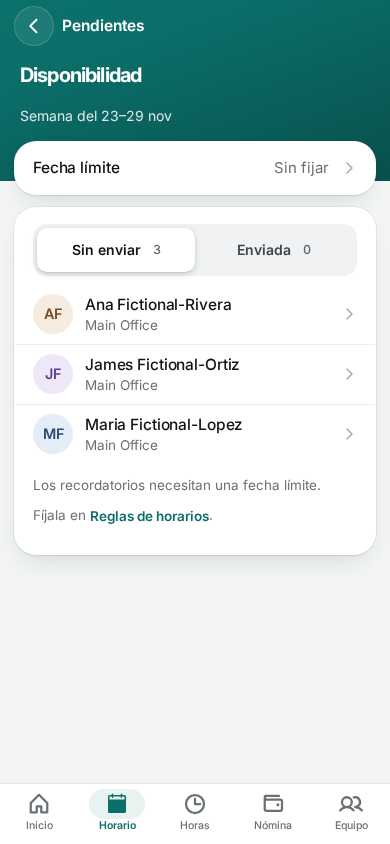 Pendientes
Disponibilidad
Semana del 23–29 nov
Fecha límite Sin fijar
Sin enviar 3 Enviada 0
AF Ana Fictional-Rivera
Main Office
JF James Fictional-Ortiz
Main Office
MF Maria Fictional-Lopez
Main Office
Los recordatorios necesitan una fecha límite.
Fíjala en Reglas de horarios.
Inicio Horario Horas Nómina Equipo